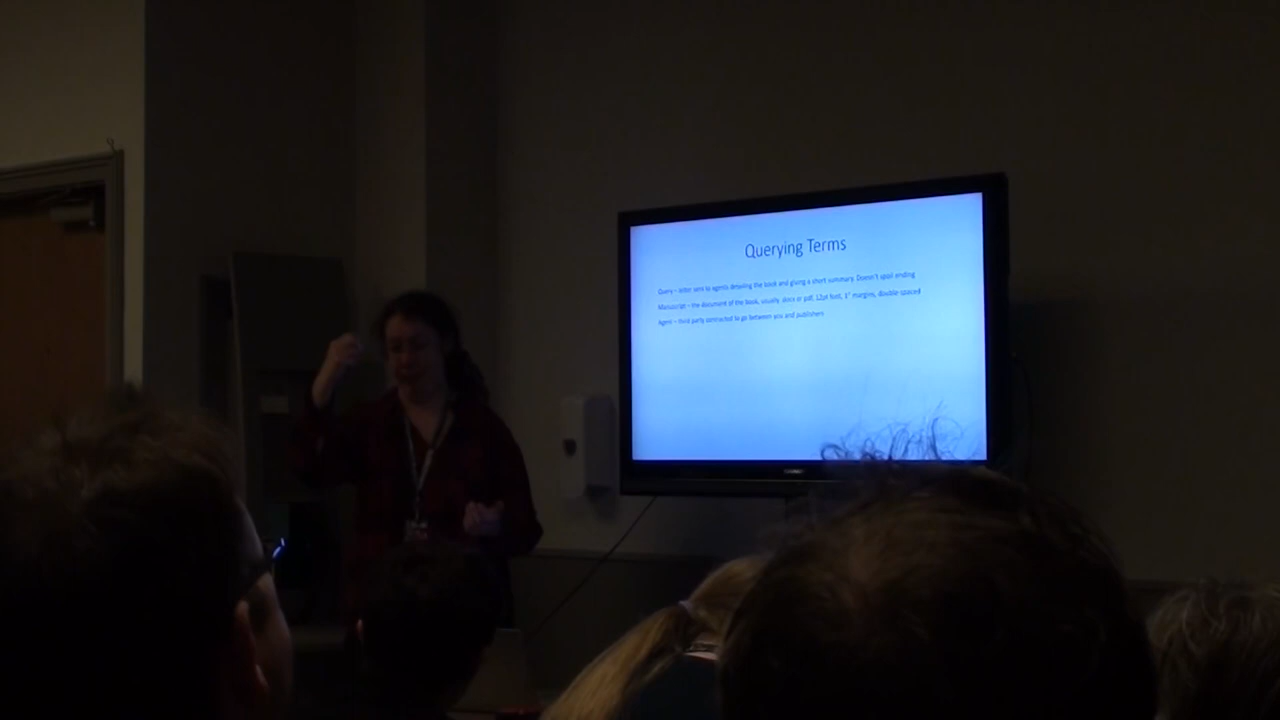 Querying Terms
Query – letter sent to agents detailing the book and giving a short summary. Doesn't spoil ending
Manuscript – the document of the book, usually .docx or pdf, 12pt font, 1" margins, double-spaced
Agent – third party contracted to go between you and publishers